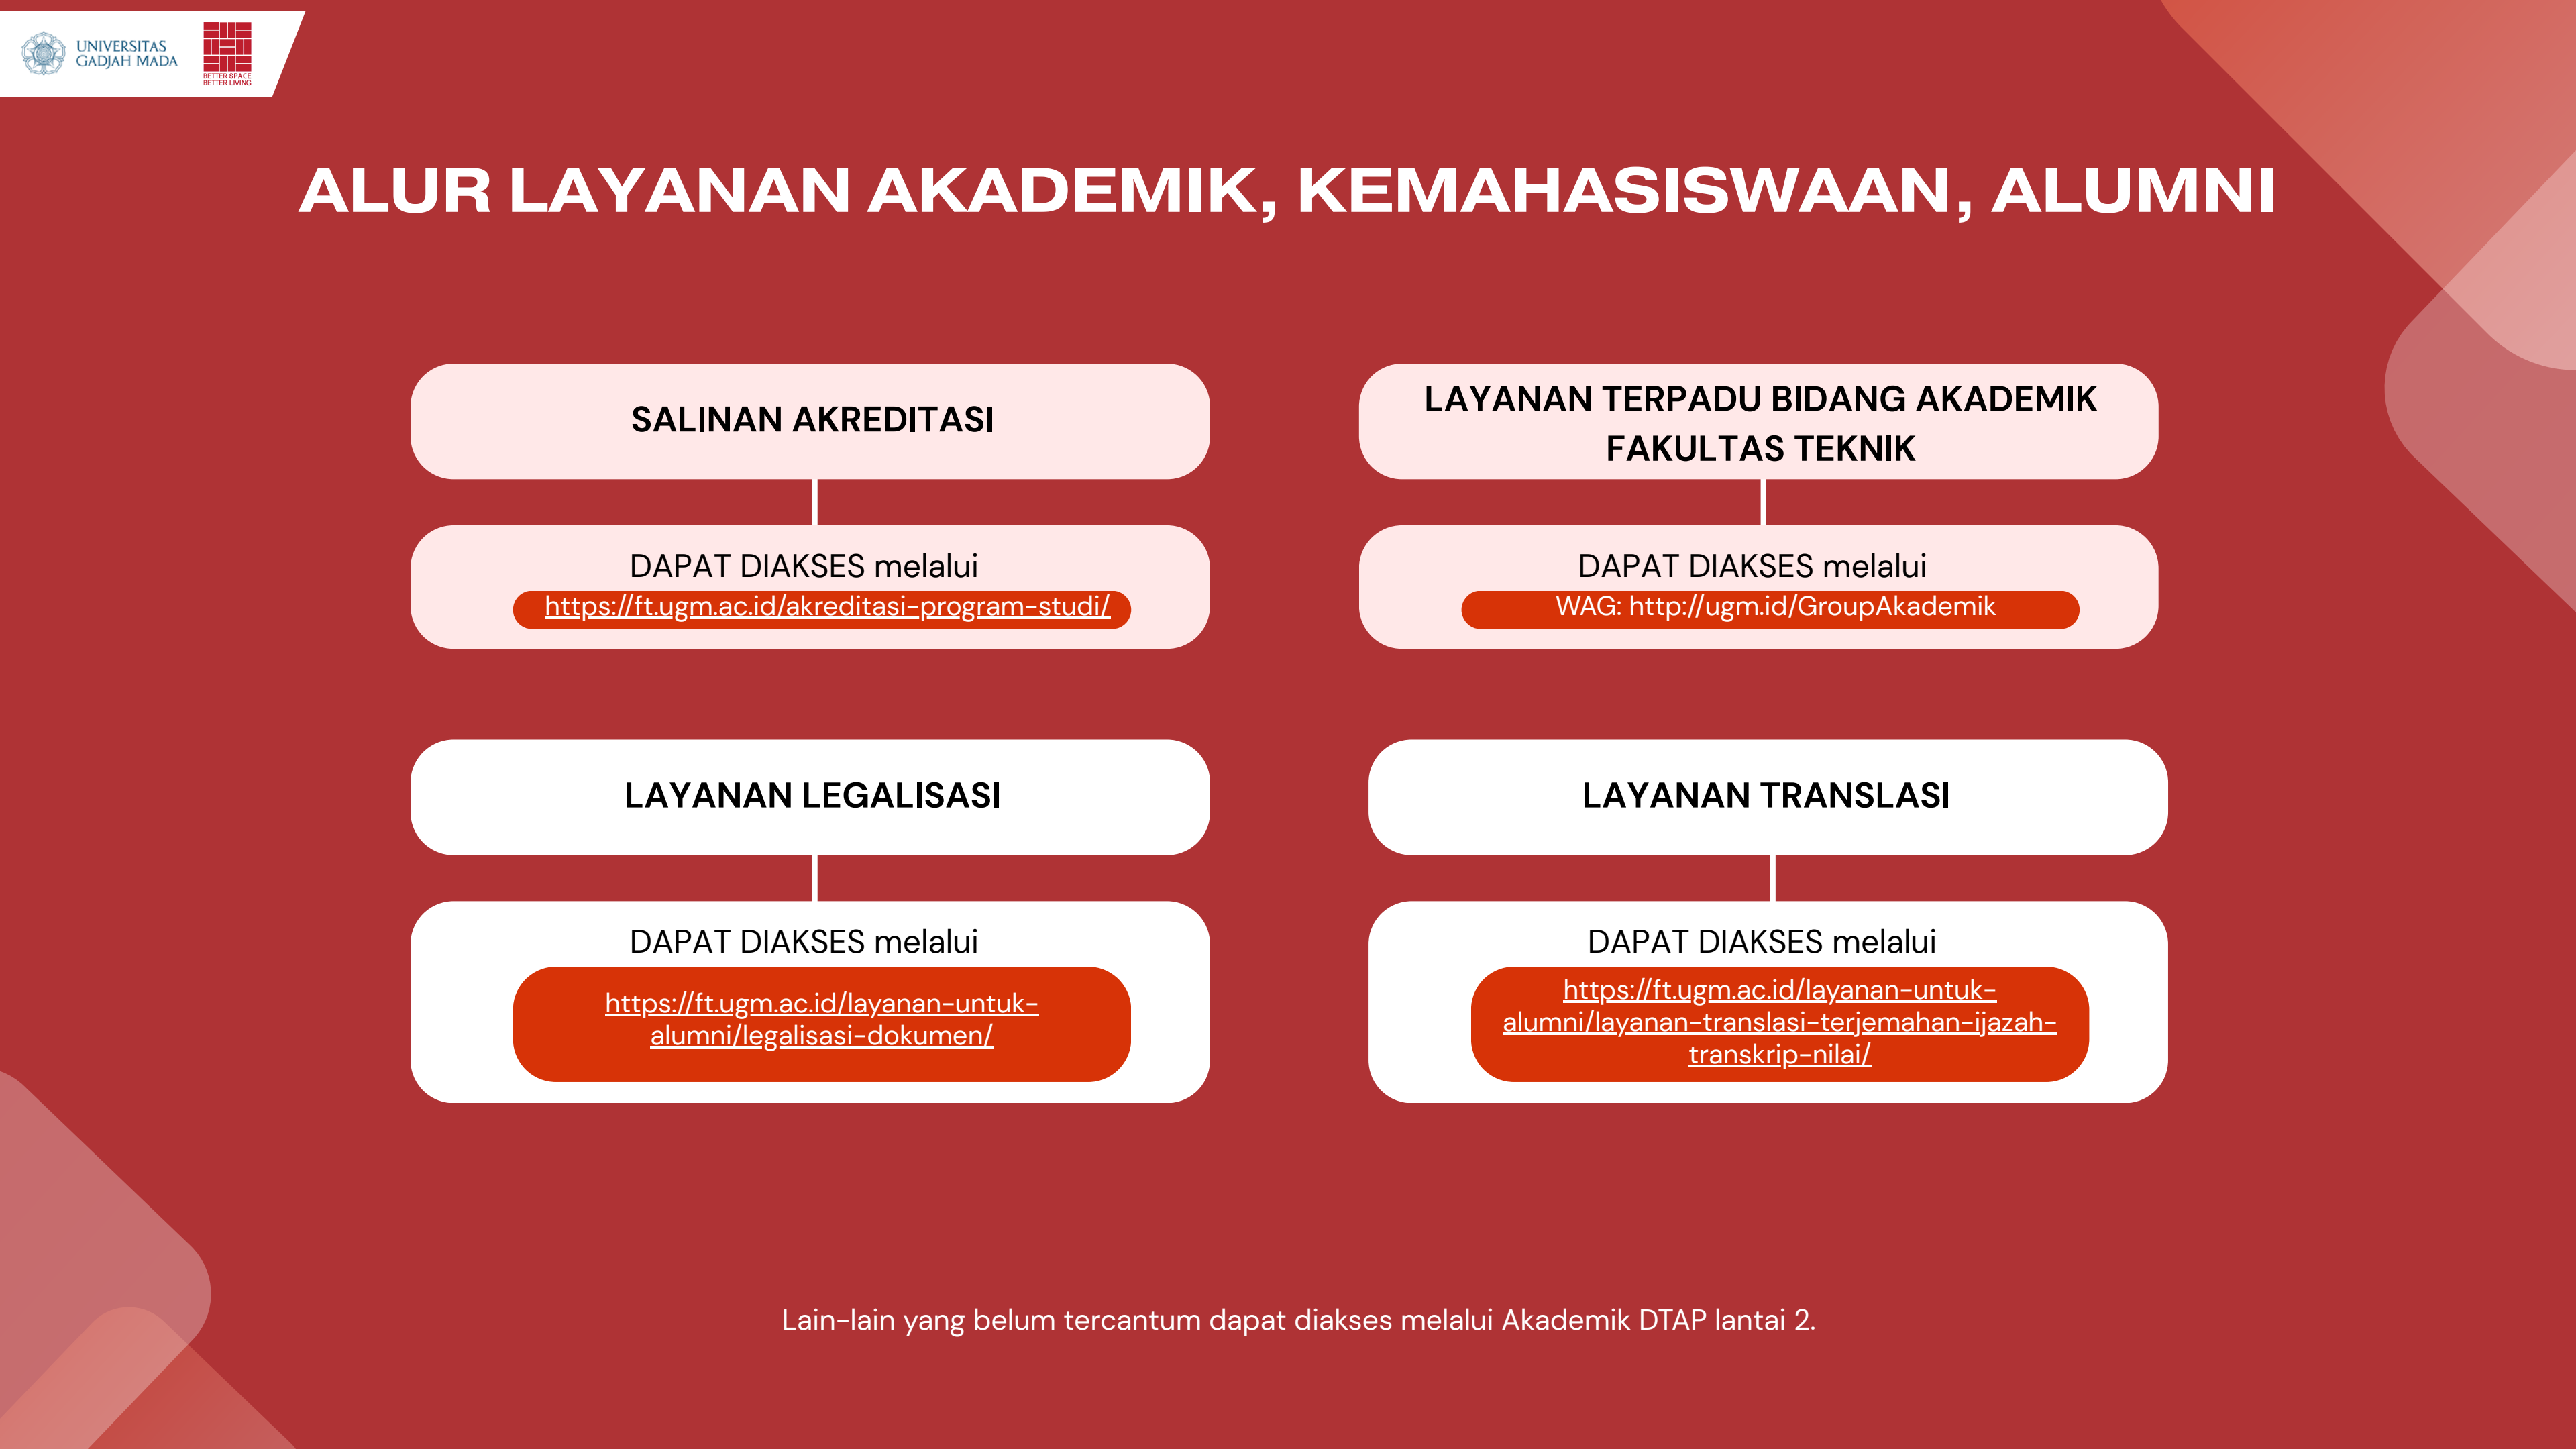 UNIVERSITAS
GADJAH MADA
BETTER SPACE
BETTER LIVING
ALUR LAYANAN AKADEMIK, KEMAHASISWAAN, ALUMNI
SALINAN AKREDITASI
DAPAT DIAKSES melalui
https://ft.ugm.ac.id/akreditasi-program-studi/
LAYANAN TERPADU BIDANG AKADEMIK
FAKULTAS TEKNIK
DAPAT DIAKSES melalui
WAG: http://ugm.id/GroupAkademik
LAYANAN LEGALISASI
DAPAT DIAKSES melalui
https://ft.ugm.ac.id/layanan-untuk-
alumni/legalisasi-dokumen/
LAYANAN TRANSLASI
DAPAT DIAKSES melalui
https://ft.ugm.ac.id/layanan-untuk-
alumni/layanan-translasi-terjemahan-ijazah-
transkrip-nilai/
Lain-lain yang belum tercantum dapat diakses melalui Akademik DTAP lantai 2.